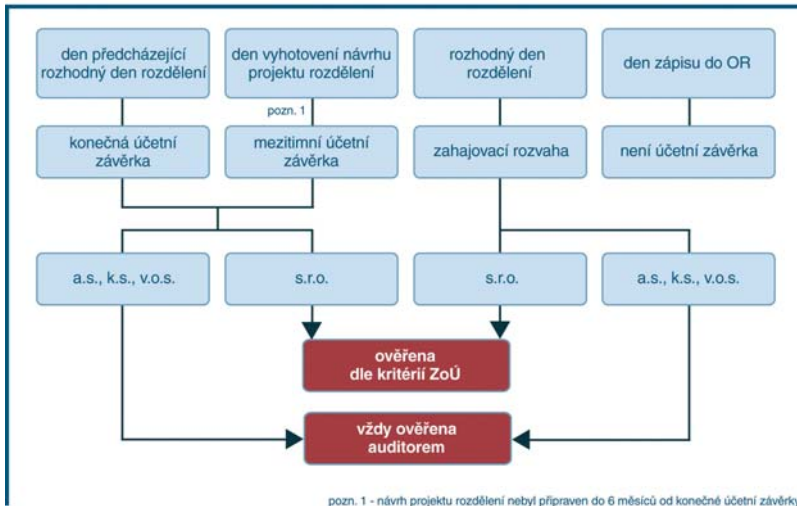 den předcházející
rozhodný den rozdělení
den vyhotovení návrhu
projektu rozdělení
rozhodný den
rozdělení
den zápisu do OR
pozn. 1
konečná účetní
závěrka
mezitimní účetní
závěrka
zahajovací rozvaha
není účetní závěrka
a.s., k.s., v.o.s.
s.r.o.
s.r.o.
a.s., k.s., v.o.s.
ověřena
dle kritérií ZoÚ
vždy ověřena
auditorem
pozn. 1 - návrh projektu rozdělení nebyl připraven do 6 měsíců od konečné účetní závěrky